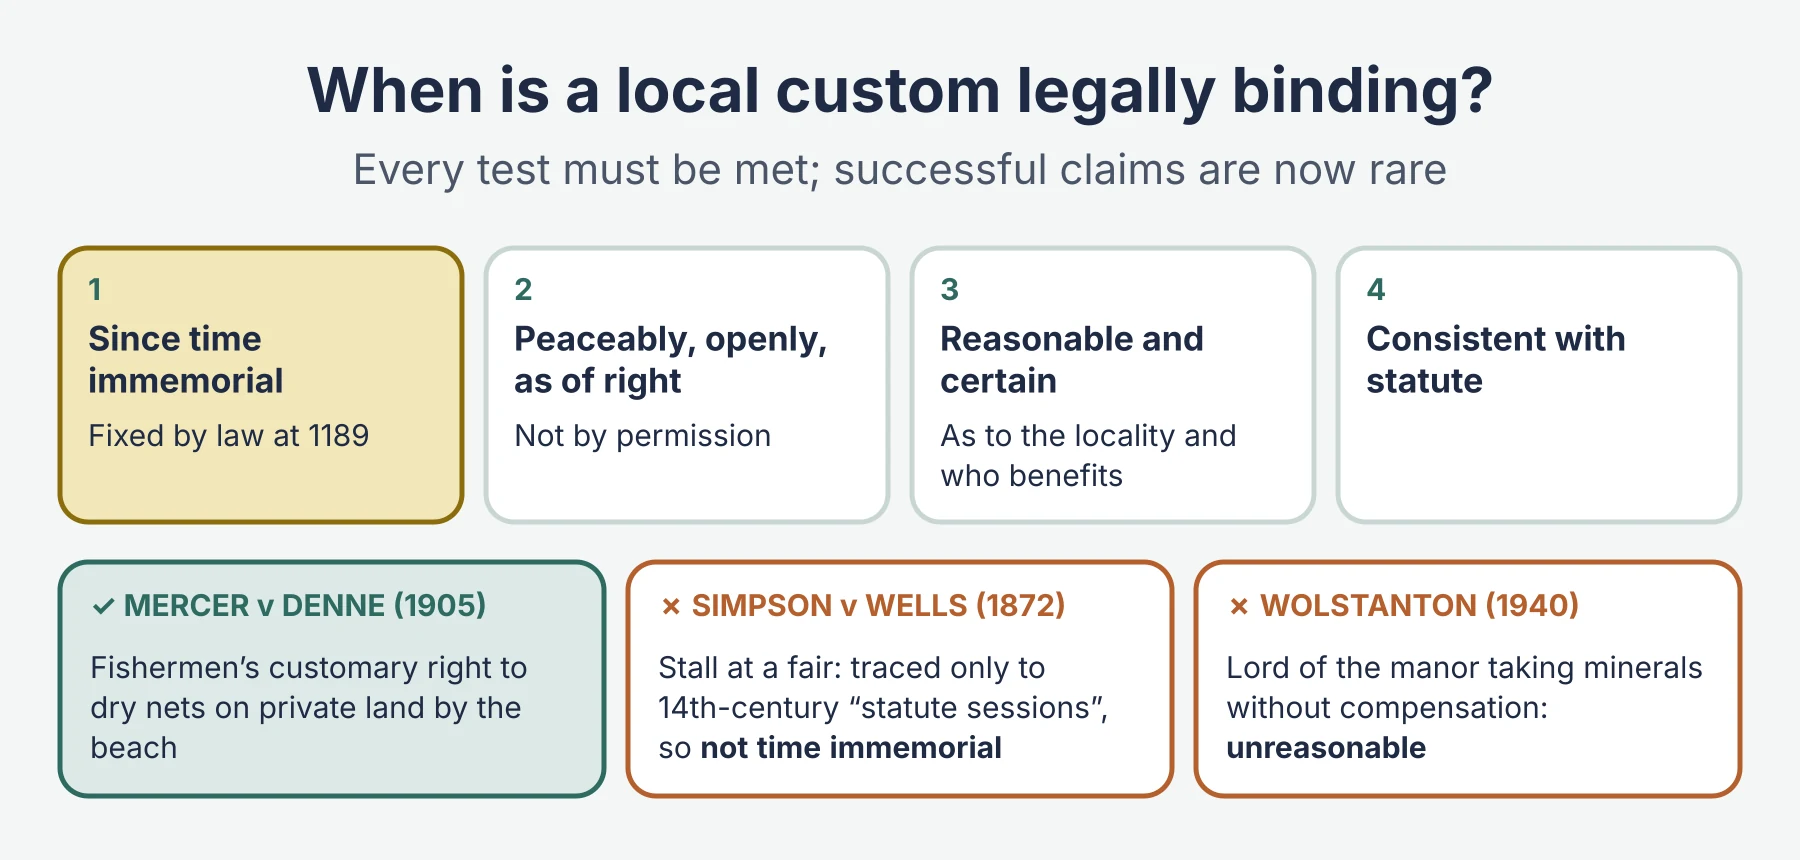 When is a local custom legally binding?
Every test must be met; successful claims are now rare
1
Since time
immemorial
Fixed by law at 1189
2
Peaceably, openly,
as of right
Not by permission
3
Reasonable and
certain
As to the locality and
who benefits
4
Consistent with
statute
✓ MERCER v DENNE (1905)
Fishermen’s customary right to
dry nets on private land by the
beach
× SIMPSON v WELLS (1872)
Stall at a fair: traced only to
14th-century “statute sessions”,
so not time immemorial
× WOLSTANTON (1940)
Lord of the manor taking minerals
without compensation:
unreasonable